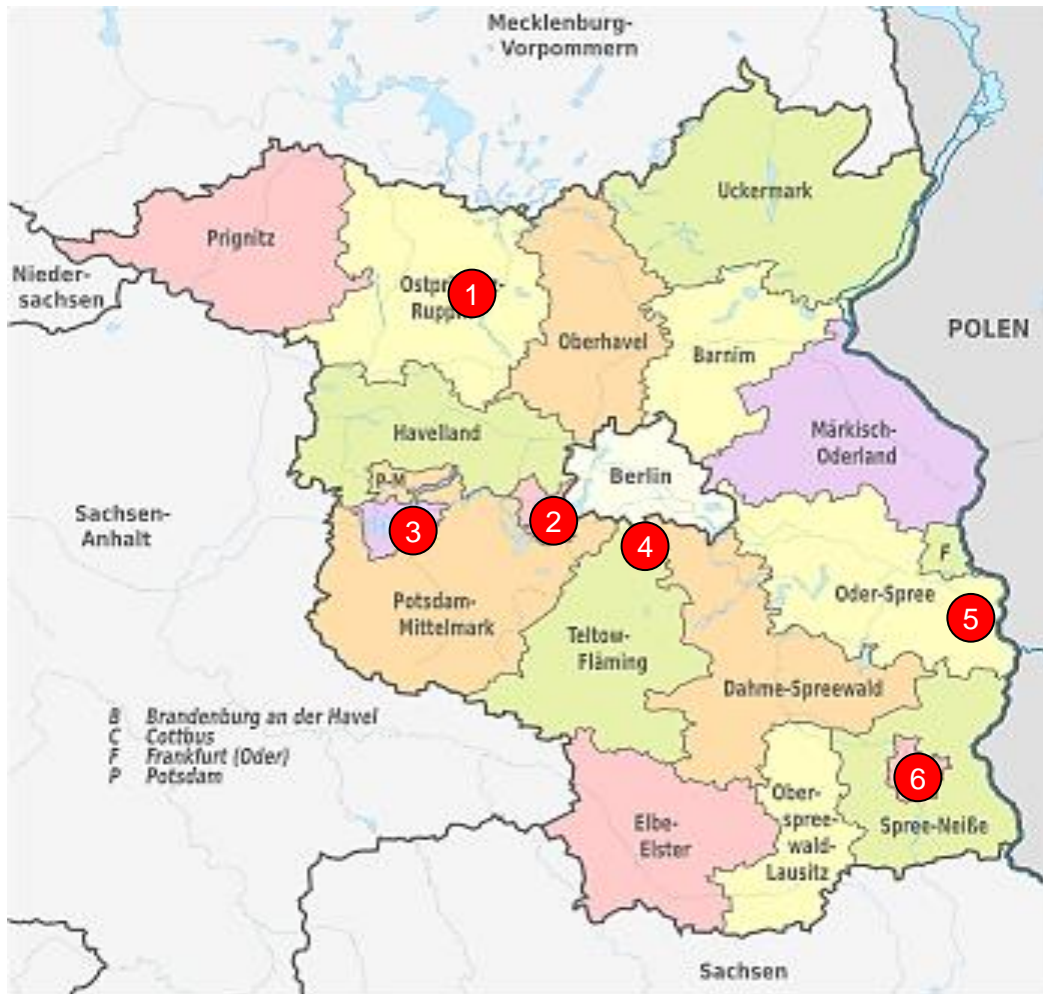 Mecklenburg-
Vorpommern
Uckermark
Prignitz
Nieder-
sachsen
1
Oberhavel
Barnim
POLEN
Havelland
Märkisch-
Oderland
Berlin
P-M
2
3
4
Sachsen-
Anhalt
F
Oder-Spree
5
Potsdam-
Mittelmark
Teltow-
Fläming
Dahme-Spreewald
B Brandenburg an der Havel
C Cottbus
F Frankfurt (Oder)
P Potsdam
6
Elbe-
Elster
Ober-
spree-
wald-
Lausitz
Spree-Neiße
Sachsen